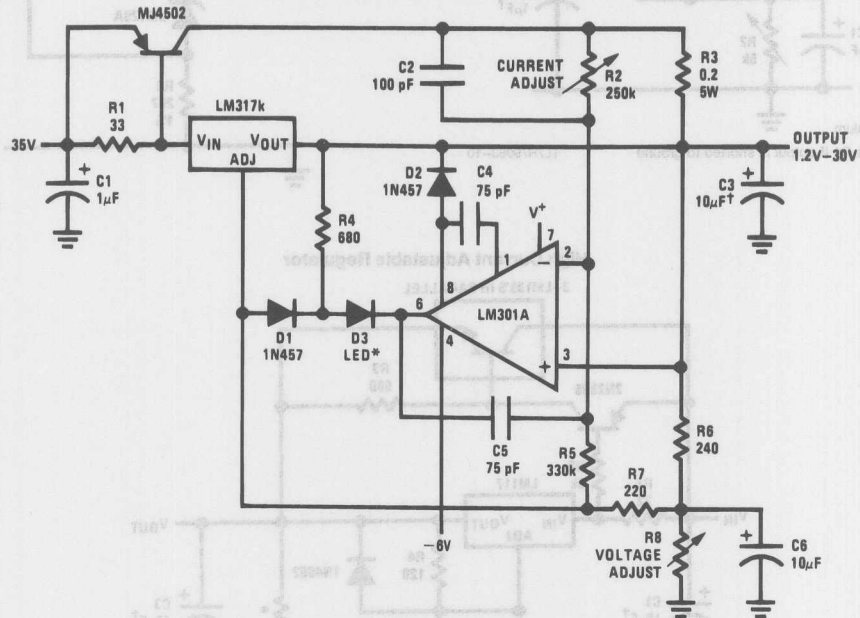 MJ4502
C2
100 pF
CURRENT
ADJUST
R2
250k
R3
0.2
5W
R1
33
LM317k
35V
VIN
VOUT
ADJ
OUTPUT
1.2V–30V
C1
1μF
+
D2
1N457
C4
75 pF
V+
C3
10μF†
+
R4
680
1
7
2
8
−
6
LM301A
4
+
3
D1
1N457
D3
LED*
C5
75 pF
R5
330k
R6
240
R7
220
−6V
R8
VOLTAGE
ADJUST
+
C6
10μF